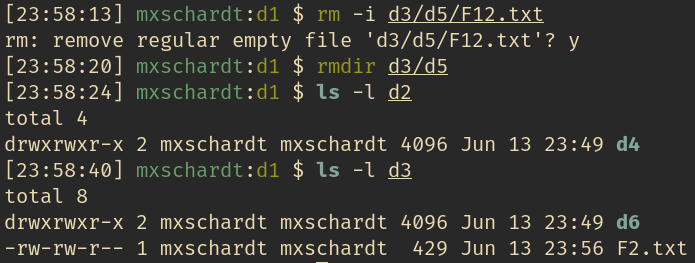 [23:58:13] mxschardt:d1 $ rm -i d3/d5/F12.txt
rm: remove regular empty file 'd3/d5/F12.txt'? y
[23:58:20] mxschardt:d1 $ rmdir d3/d5
[23:58:24] mxschardt:d1 $ ls -l d2
total 4
drwxrwxr-x 2 mxschardt mxschardt 4096 Jun 13 23:49 d4
[23:58:40] mxschardt:d1 $ ls -l d3
total 8
drwxrwxr-x 2 mxschardt mxschardt 4096 Jun 13 23:49 d6
-rw-rw-r-- 1 mxschardt mxschardt  429 Jun 13 23:56 F2.txt